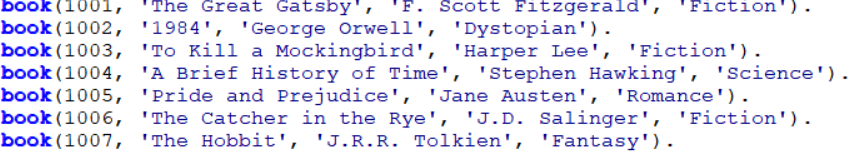 book(1001, 'The Great Gatsby', 'F. Scott Fitzgerald', 'Fiction').
book(1002, '1984', 'George Orwell', 'Dystopian').
book(1003, 'To Kill a Mockingbird', 'Harper Lee', 'Fiction').
book(1004, 'A Brief History of Time', 'Stephen Hawking', 'Science').
book(1005, 'Pride and Prejudice', 'Jane Austen', 'Romance').
book(1006, 'The Catcher in the Rye', 'J.D. Salinger', 'Fiction').
book(1007, 'The Hobbit', 'J.R.R. Tolkien', 'Fantasy').